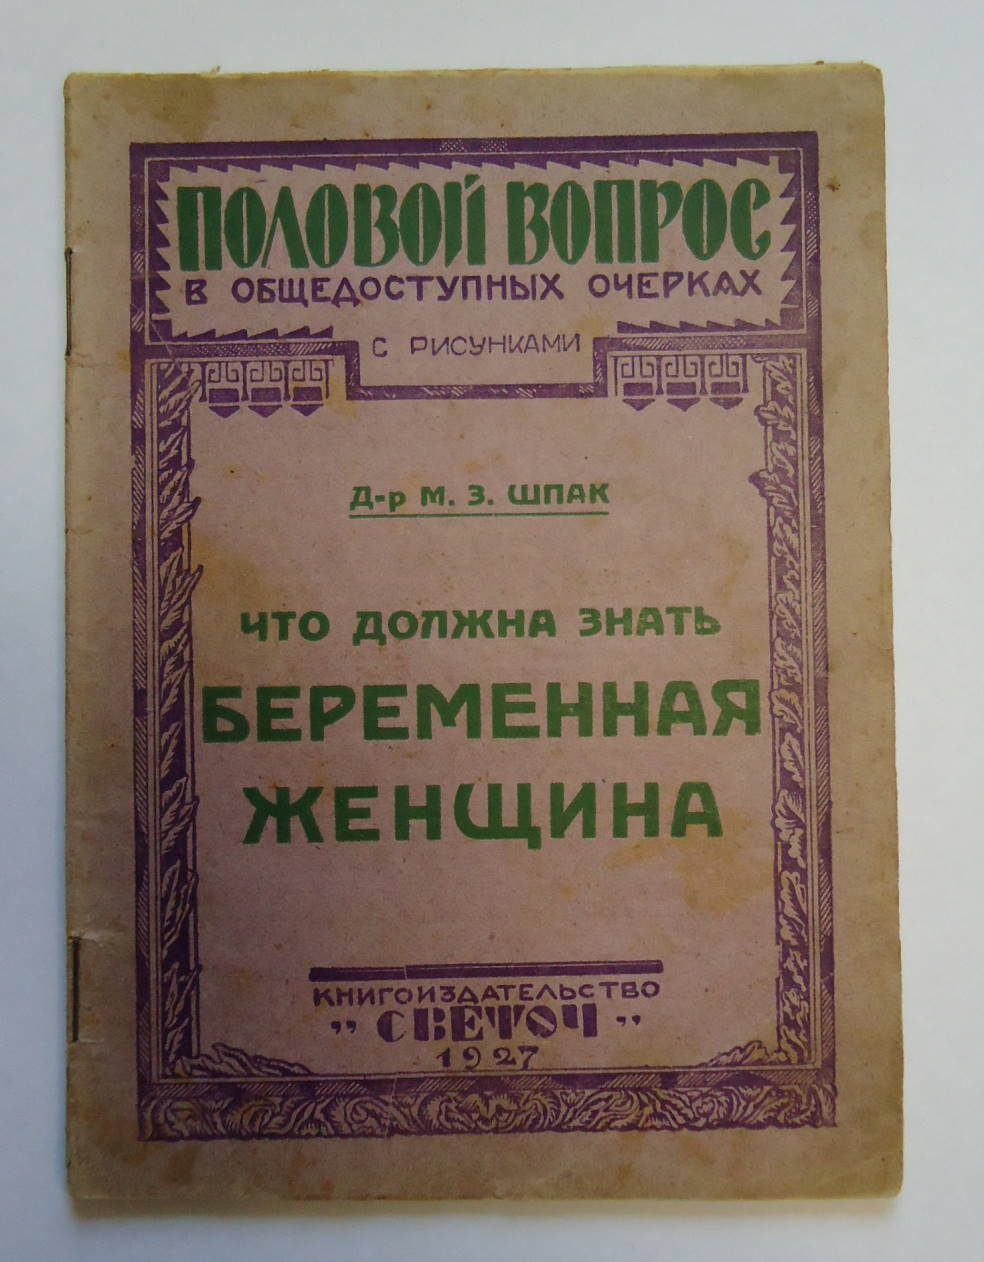 ПОЛОВОЙ ВОПРОС
В ОБЩЕДОСТУПНЫХ ОЧЕРКАХ
С РИСУНКАМИ
Д-р М. З. ШПАК
ЧТО ДОЛЖНА ЗНАТЬ
БЕРЕМЕННАЯ
ЖЕНЩИНА
КНИГОИЗДАТЕЛЬСТВО
„СВЕТОЧ"
1927